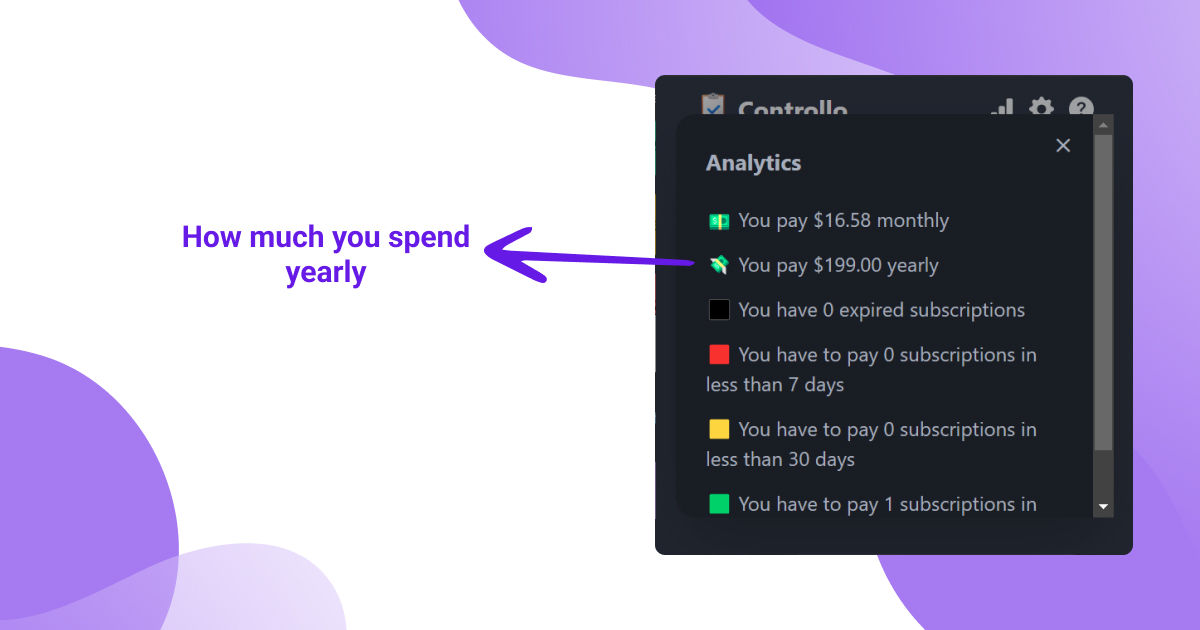 How much you spend
yearly
Controllo
Analytics
You pay $16.58 monthly
You pay $199.00 yearly
You have 0 expired subscriptions
You have to pay 0 subscriptions in
less than 7 days
You have to pay 0 subscriptions in
less than 30 days
You have to pay 1 subscriptions in